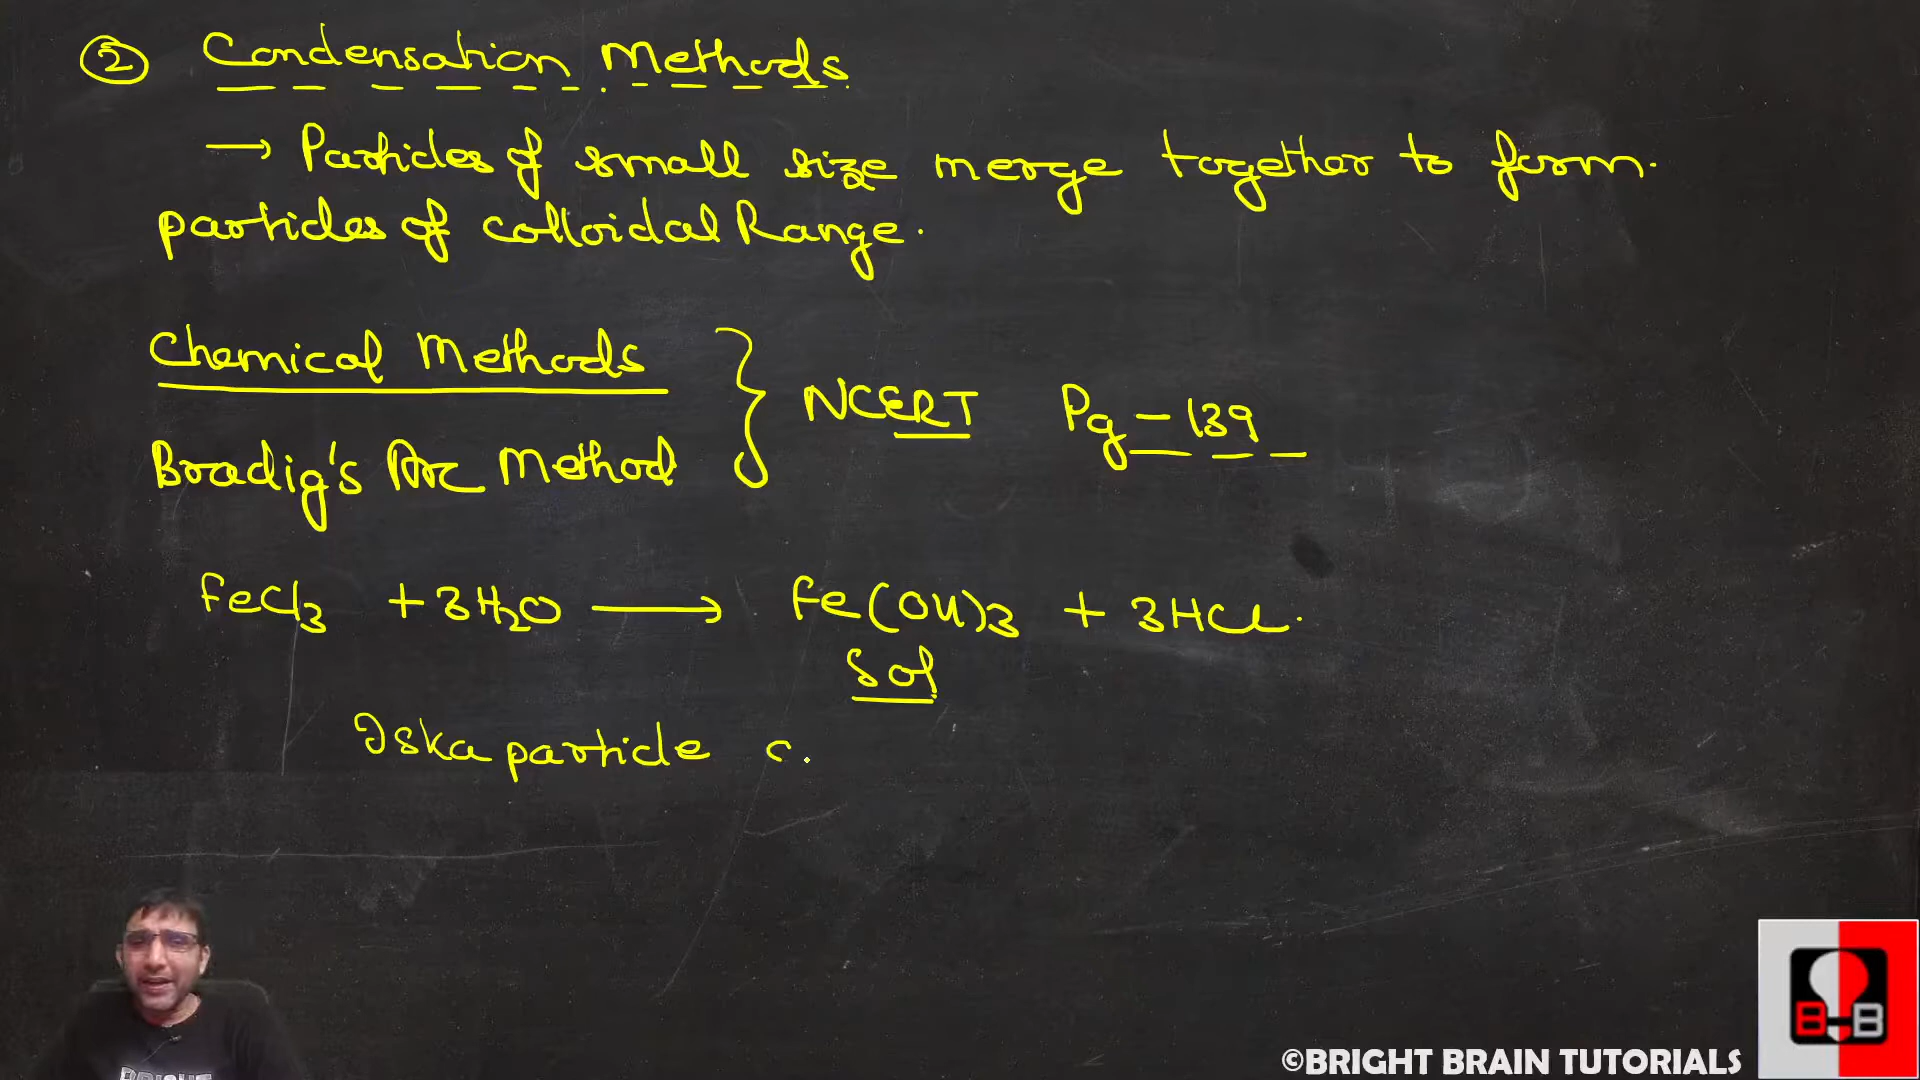 2 Condensation Methods
→ Particles of small size merge together to form
particles of colloidal Range.
Chemical Methods
Bradig's Arc Method
} NCERT Pg - 139
FeCl3 + 3H2O → Fe(OH)3 + 3HCl.
Sol
Iska particle c
BRIGHT
B B
©BRIGHT BRAIN TUTORIALS